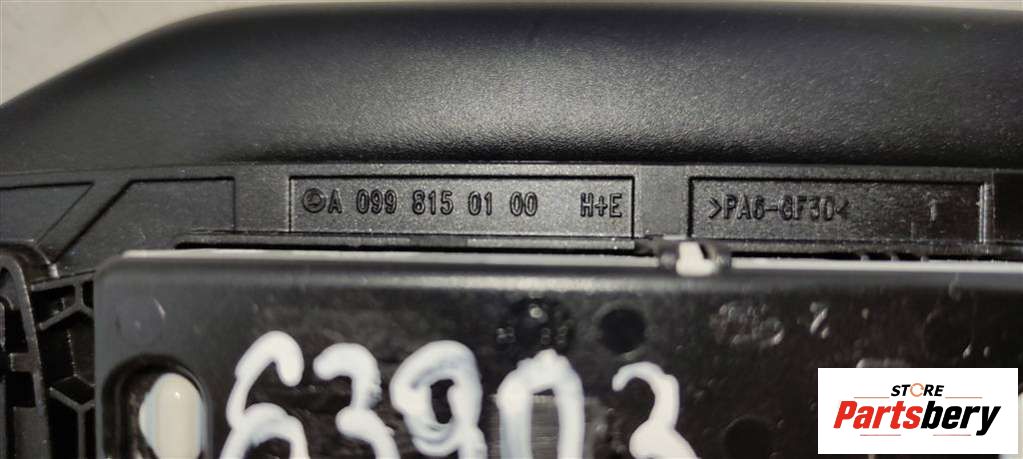 A 099 815 01 00 H+E
>PA6-GF30<
63903
STORE
Partsbery